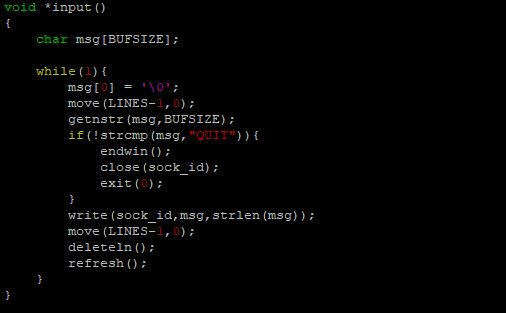 void *input()
{
    char msg[BUFSIZE];

    while(1){
        msg[0] = '\0';
        move(LINES-1,0);
        getnstr(msg,BUFSIZE);
        if(!strcmp(msg,"QUIT")){
            endwin();
            close(sock_id);
            exit(0);
        }
        write(sock_id,msg,strlen(msg));
        move(LINES-1,0);
        deleteln();
        refresh();
    }
}